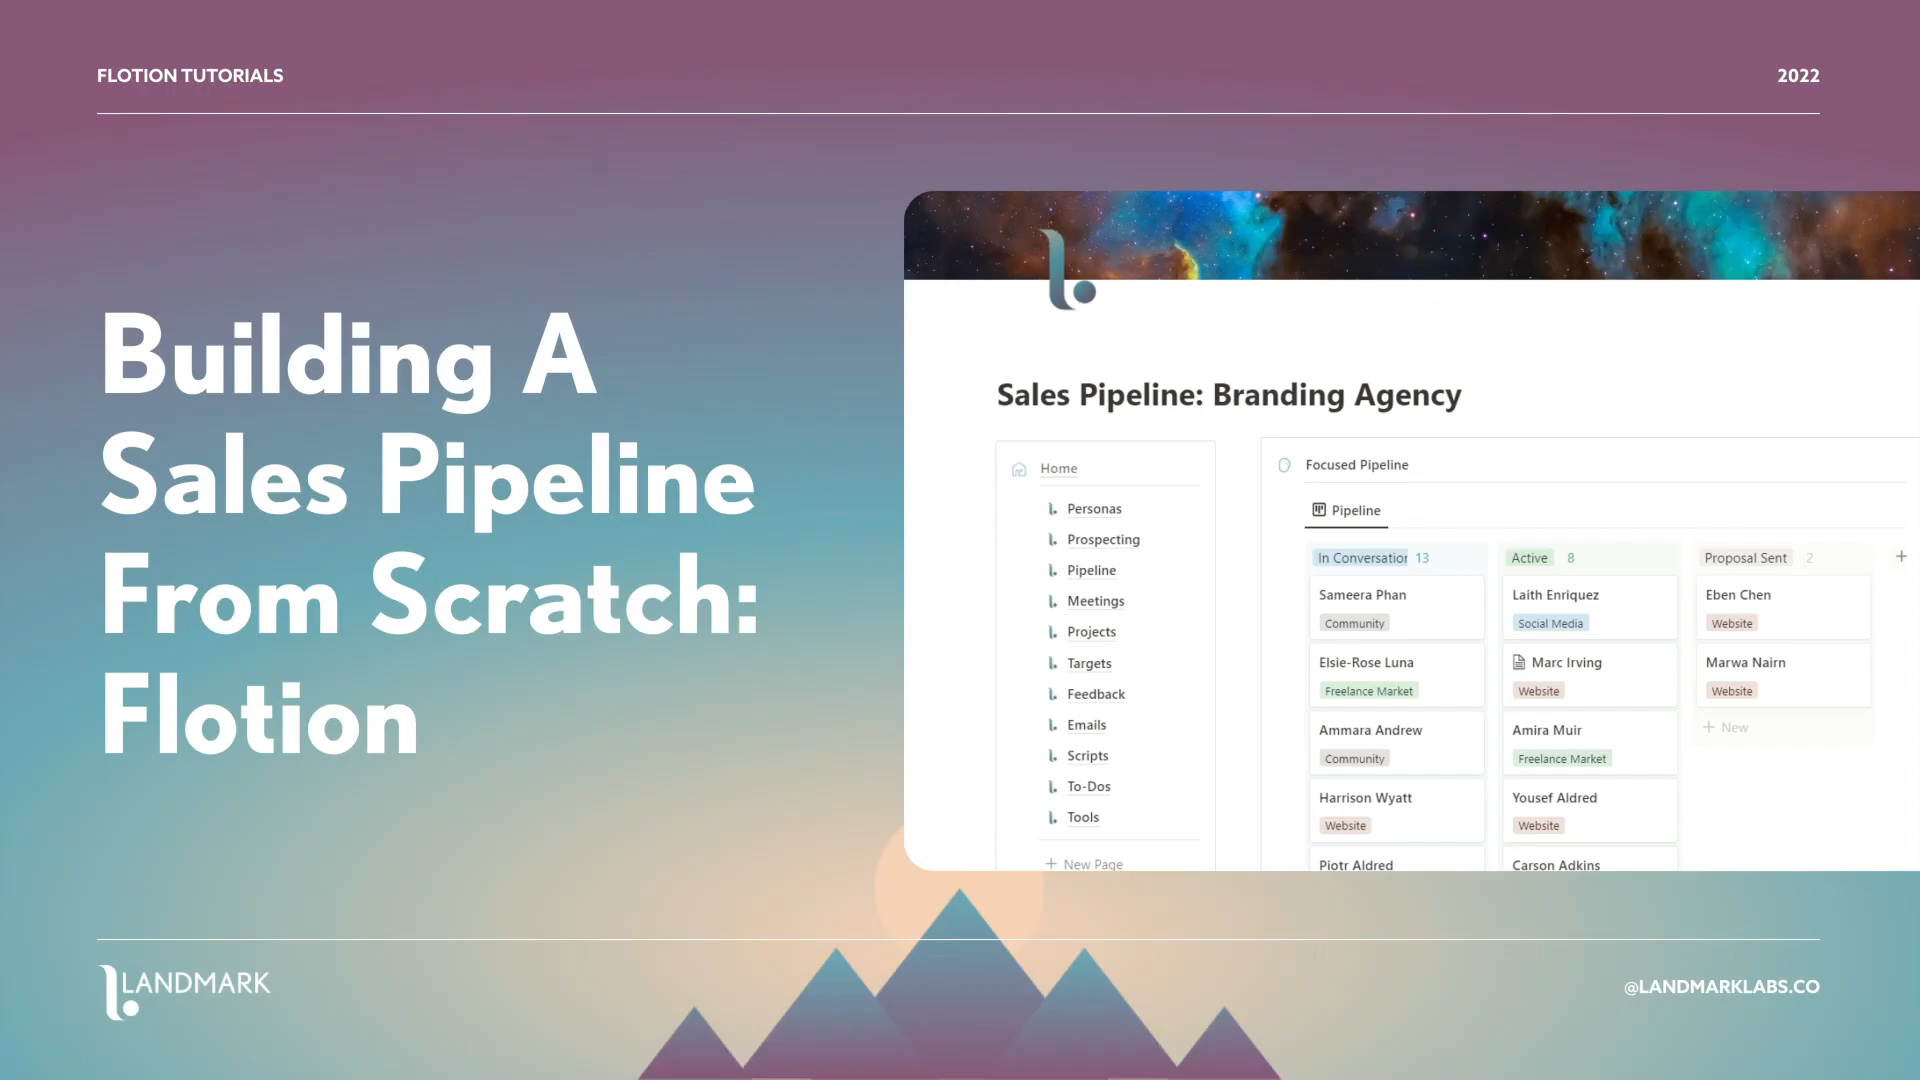 FLOTION TUTORIALS
2022
Building A
Sales Pipeline
From Scratch:
Flotion
Sales Pipeline: Branding Agency
Home
Personas
Prospecting
Pipeline
Meetings
Projects
Targets
Feedback
Emails
Scripts
To-Dos
Tools
+ New Page
Focused Pipeline
Pipeline
In Conversation 13
Sameera Phan
Community
Elsie-Rose Luna
Freelance Market
Ammara Andrew
Community
Harrison Wyatt
Website
Piotr Aldred
Active 8
Laith Enriquez
Social Media
Marc Irving
Website
Amira Muir
Freelance Market
Yousef Aldred
Website
Carson Adkins
Proposal Sent 2
Eben Chen
Website
Marwa Nairn
Website
+ New
+
LANDMARK
@LANDMARKLABS.CO